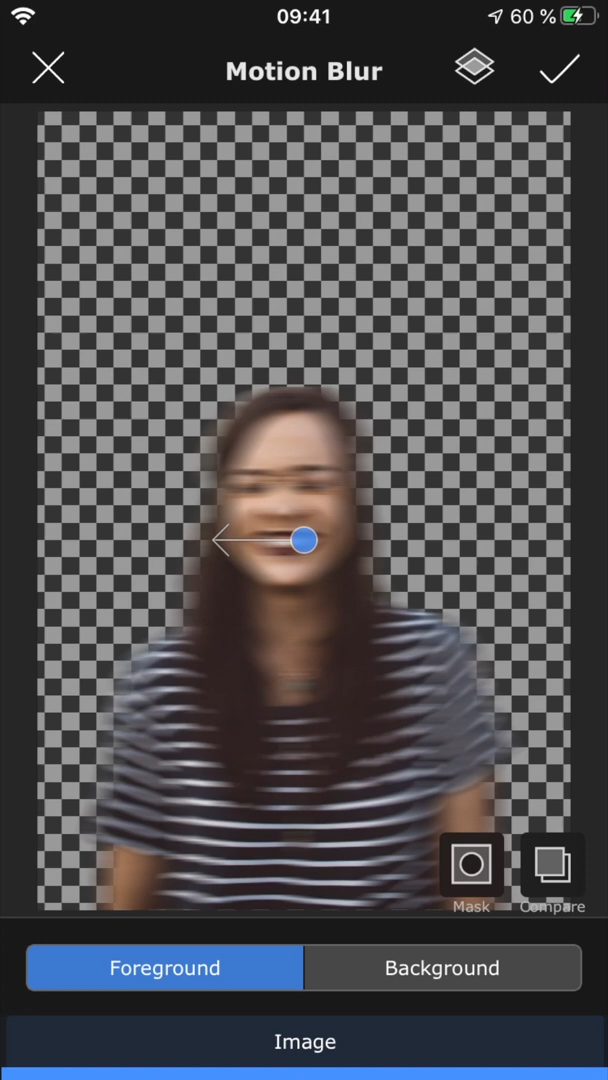 09:41
60 %
Motion Blur
Mask
Compare
Foreground
Background
Image